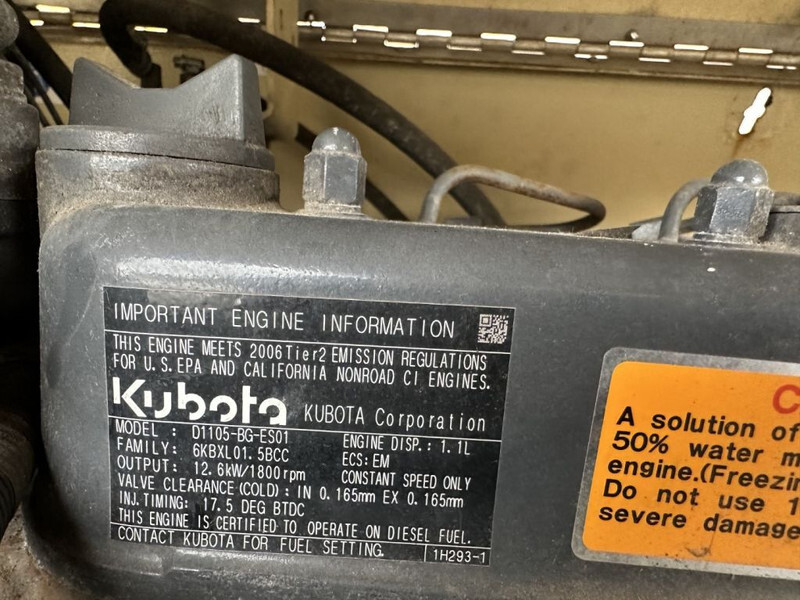 IMPORTANT ENGINE INFORMATION
THIS ENGINE MEETS 2006 Tier2 EMISSION REGULATIONS
FOR U.S. EPA AND CALIFORNIA NONROAD CI ENGINES.
Kubota KUBOTA Corporation
MODEL : D1105-BG-ES01 ENGINE DISP.: 1.1L
FAMILY: 6KBXL01.5BCC ECS:EM
OUTPUT: 12.6kW/1800rpm CONSTANT SPEED ONLY
VALVE CLEARANCE (COLD): IN 0.165mm EX 0.165mm
INJ. TIMING: 17.5 DEG BTDC
THIS ENGINE IS CERTIFIED TO OPERATE ON DIESEL FUEL.
CONTACT KUBOTA FOR FUEL SETTING. 1H293-1
A solution of
50% water
engine.
Do not use
severe damage